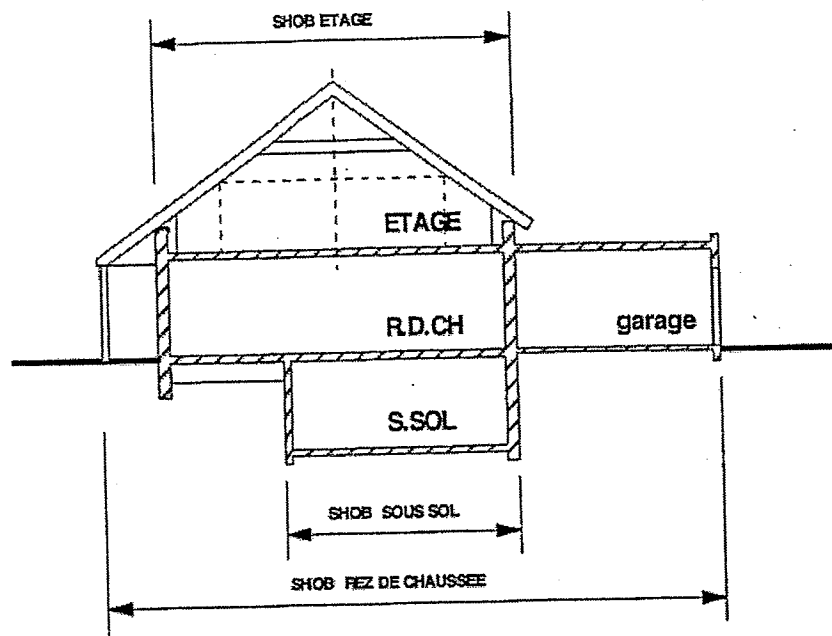 SHOB ETAGE
ETAGE
R.D.CH
garage
S.SOL
SHOB SOUS SOL
SHOB REZ DE CHAUSSEE